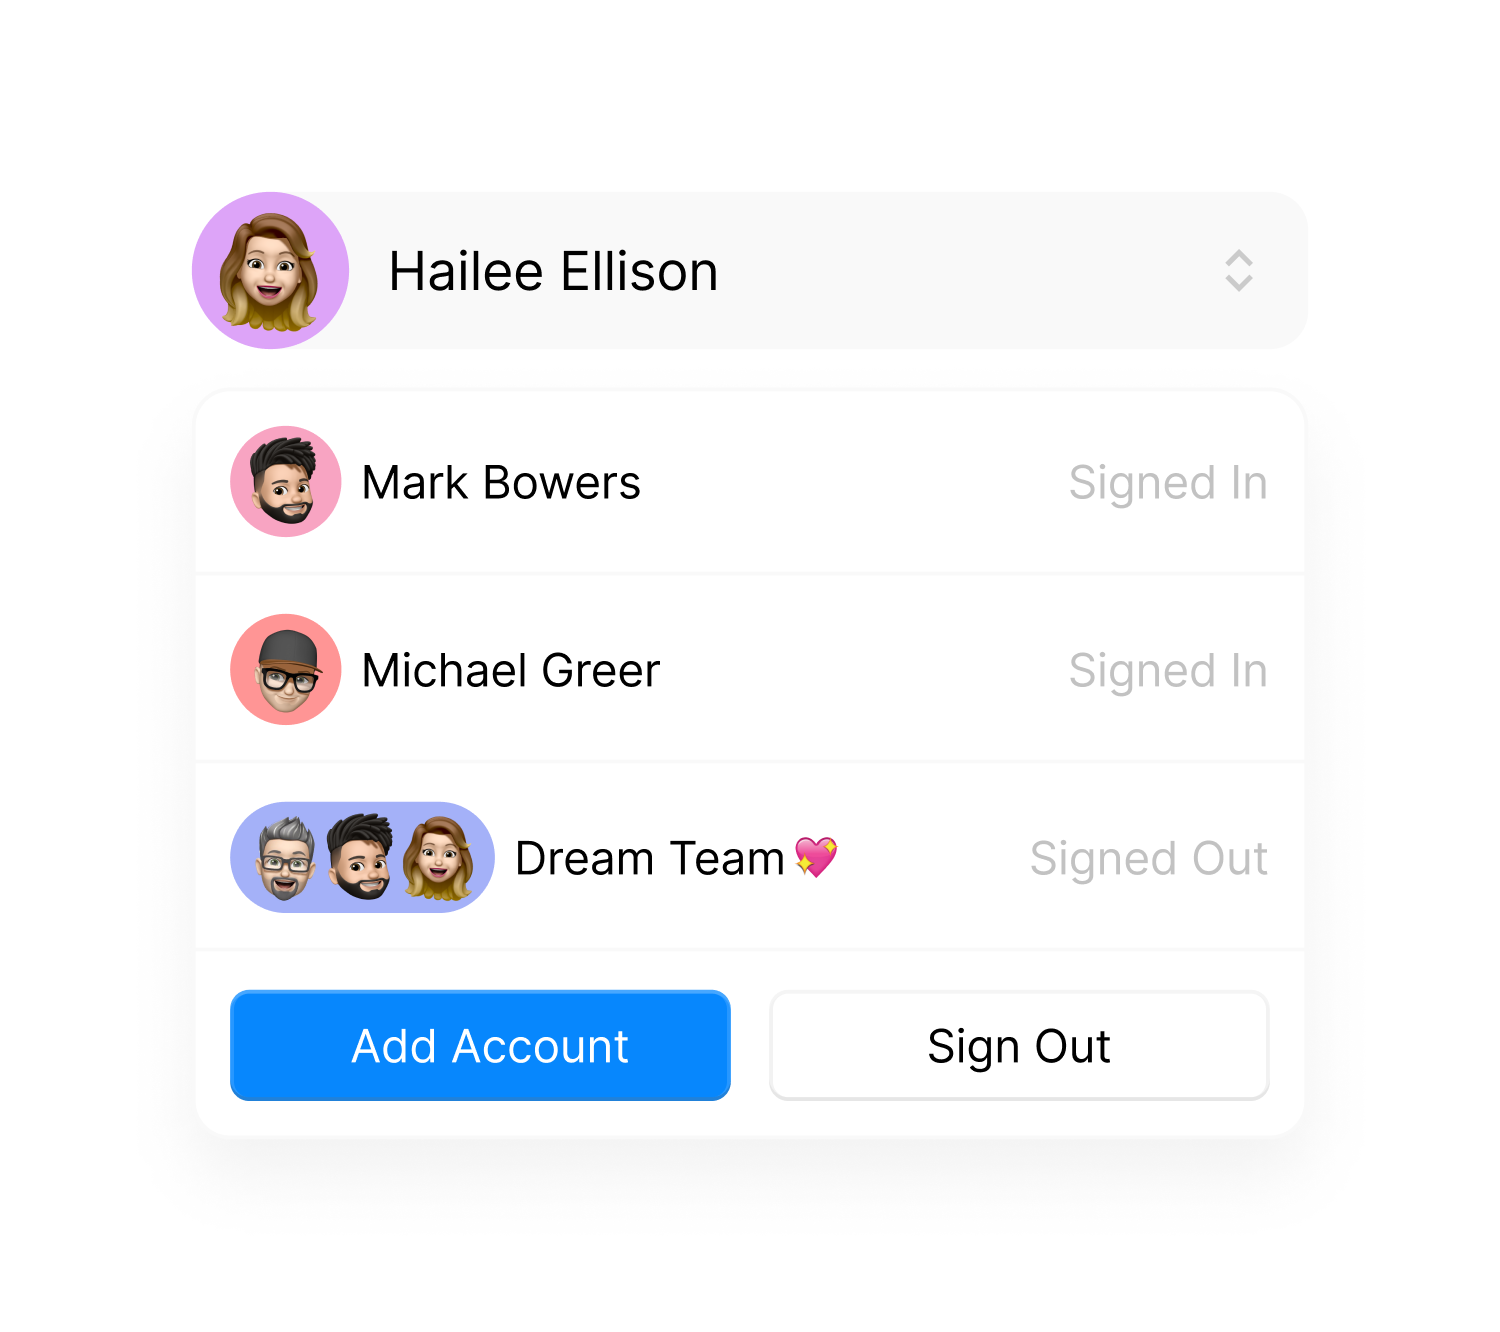 Hailee Ellison
Mark Bowers Signed In
Michael Greer Signed In
Dream Team💖 Signed Out
Add Account Sign Out